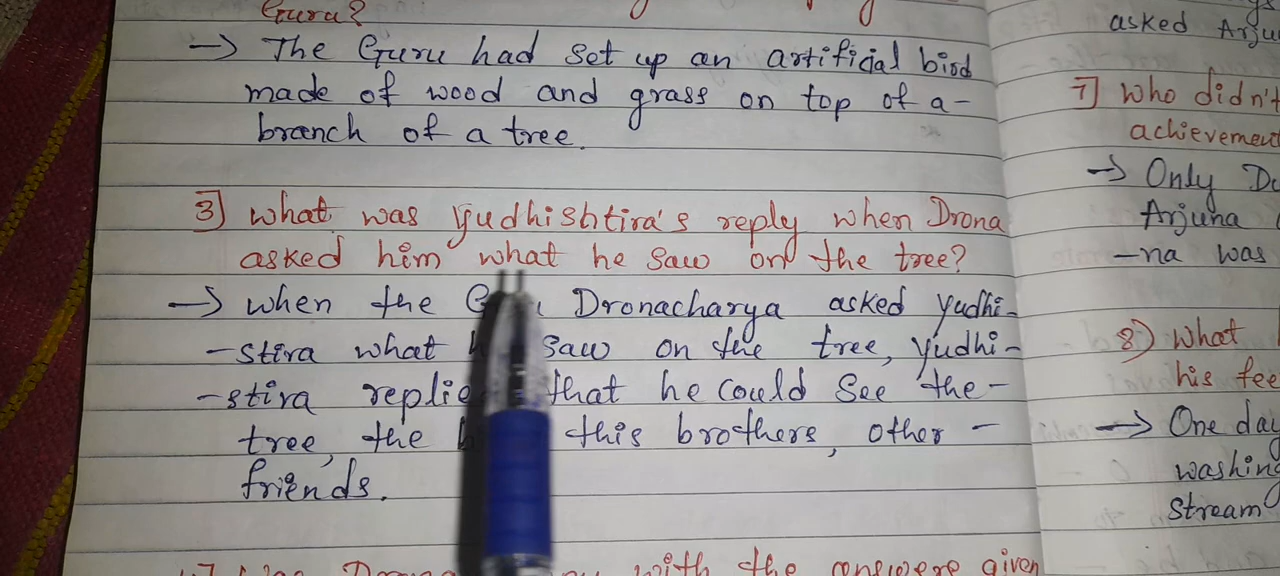 Guru?
→ The Guru had set up an artificial bird
made of wood and grass on top of a-
branch of a tree.
3] what was Yudhishtira's reply when Drona
asked him what he saw on the tree?
→ when the Dronacharya asked Yudhi-
-stira what saw on the tree, Yudhi-
-stira that he could see the-
tree, the this brothers, other -
friends.
with the answers given
asked
7] who didn't
achievement
→ Only
Arjuna
-na was
8) what
his fee
→ One day
washing
stream